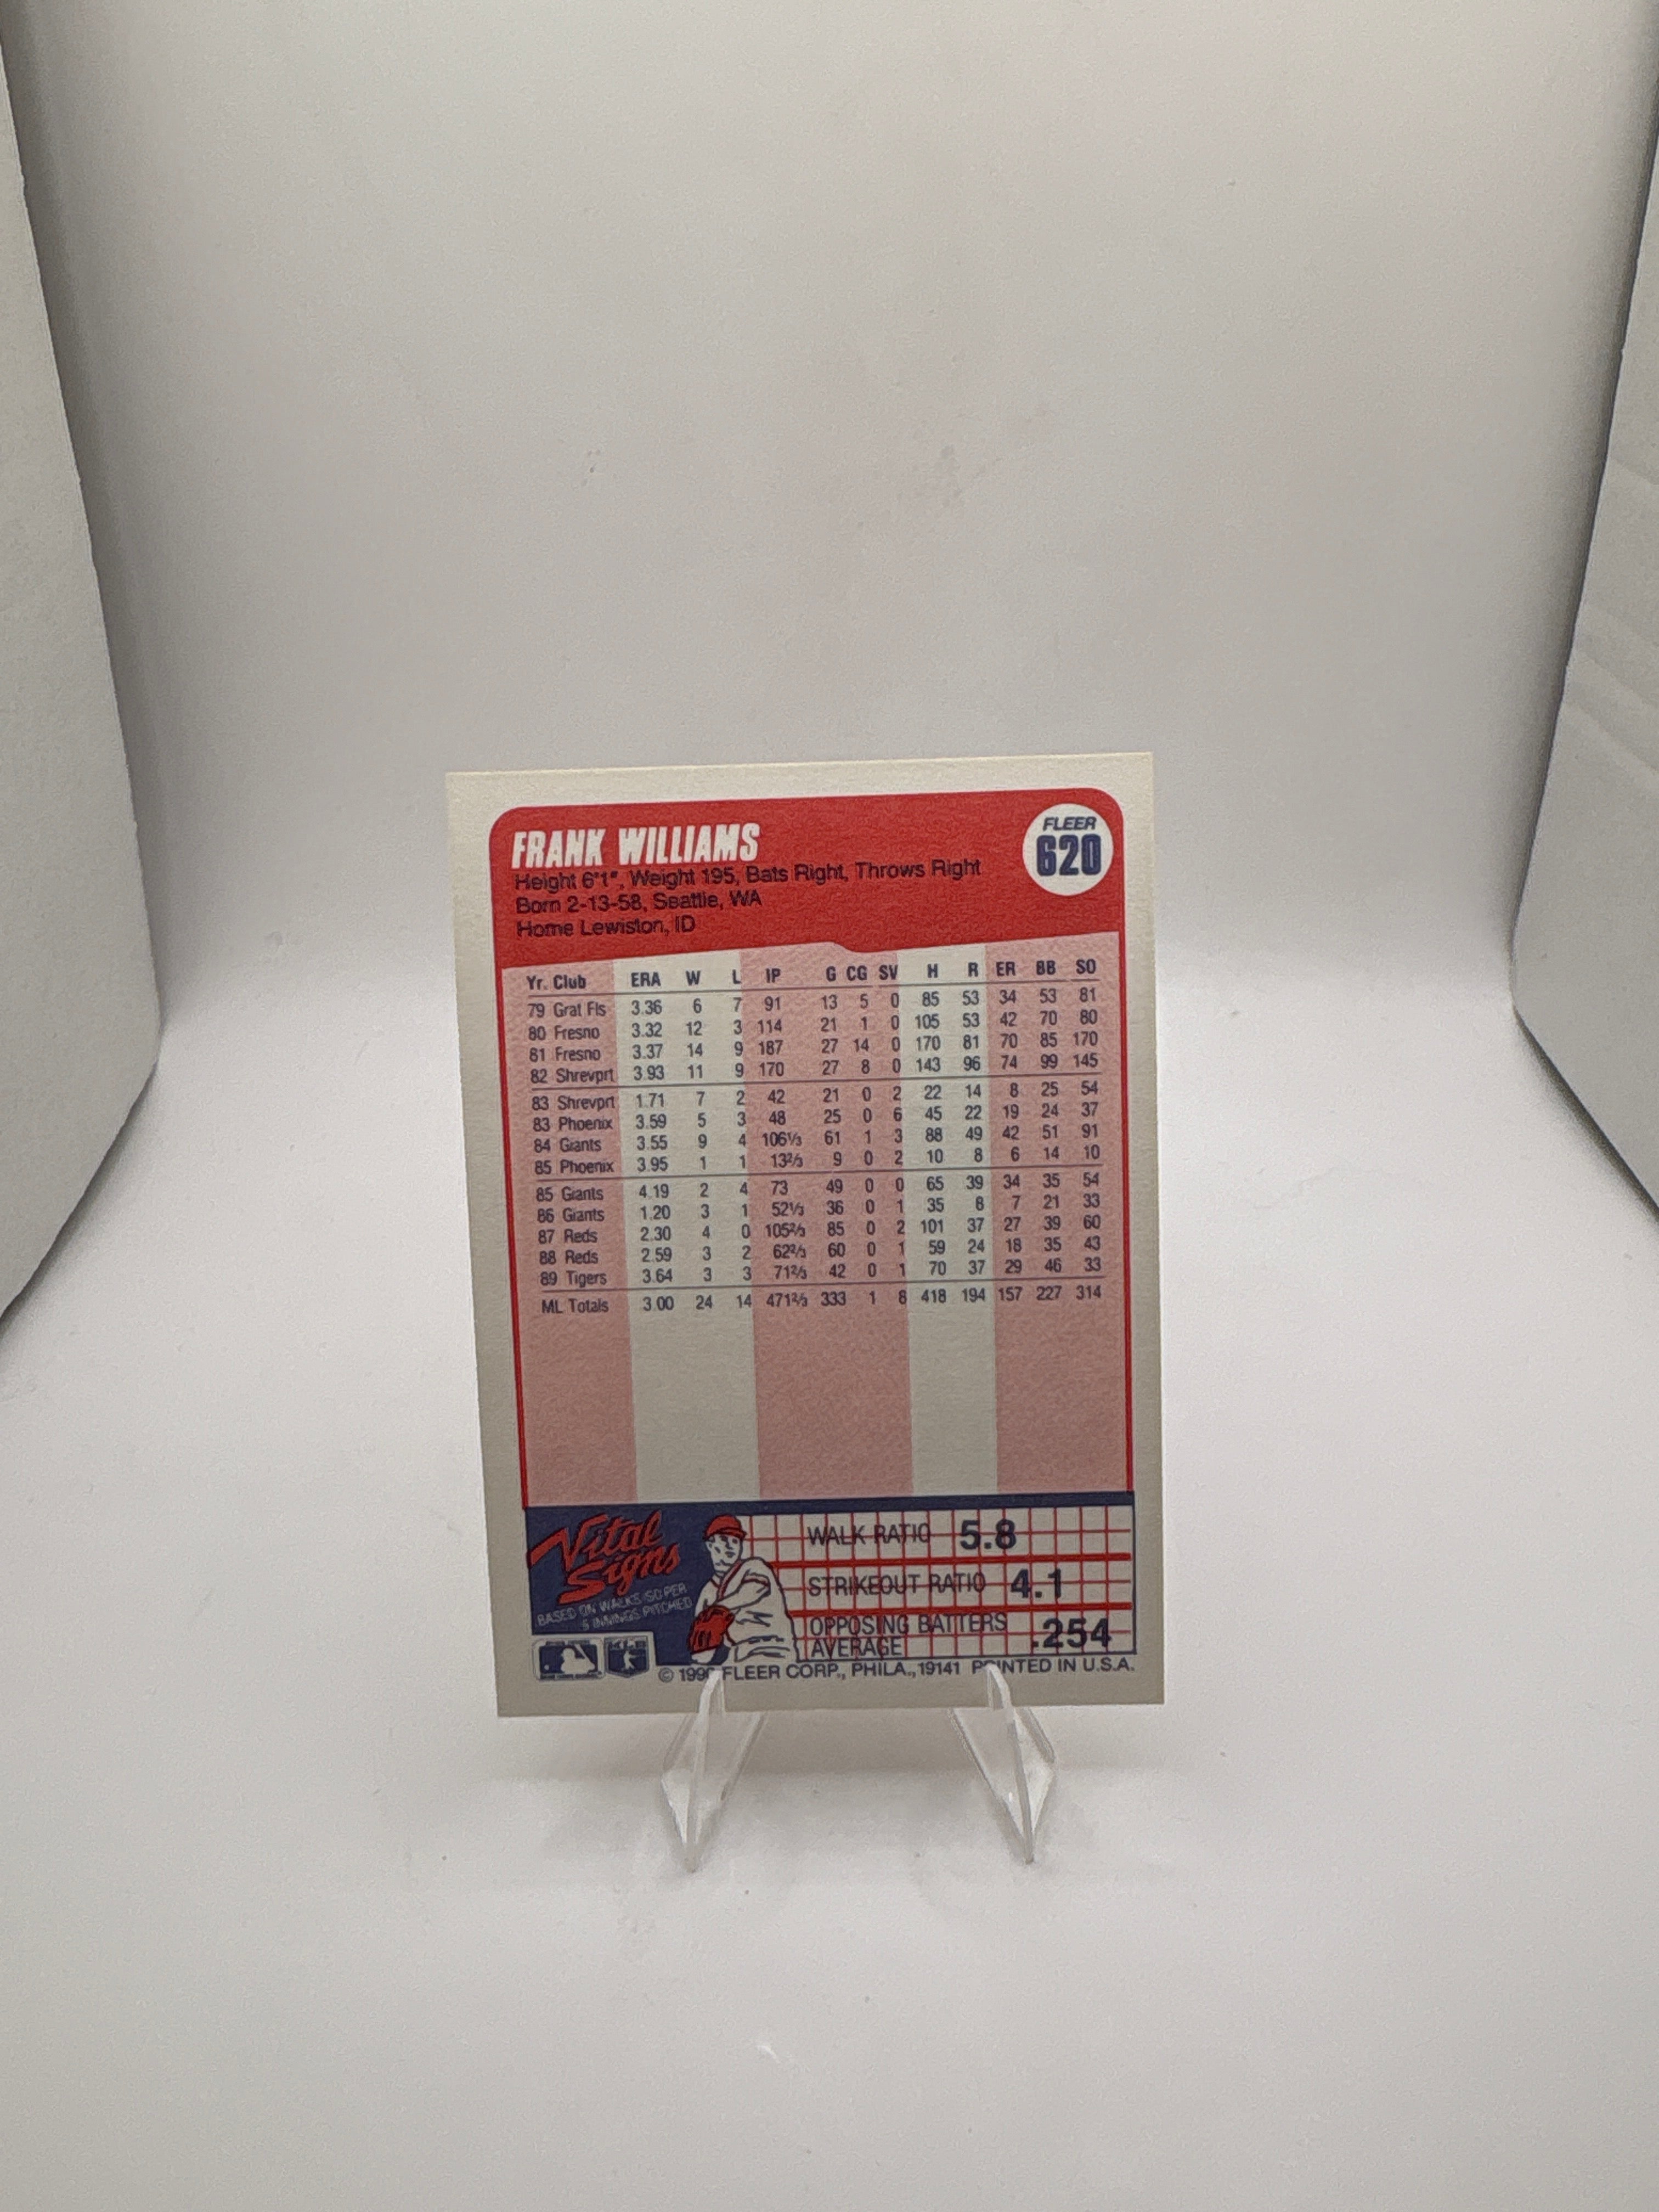 FRANK WILLIAMS
FLEER
620
Height 6'1", Weight 195, Bats Right, Throws Right
Born 2-13-58, Seattle, WA
Home Lewiston, ID
Yr. Club ERA W L IP G CG SV H R ER BB SO
79 Grat Fls 3.36 6 7 91 13 5 0 85 53 34 53 81
80 Fresno 3.32 12 3 114 21 1 0 105 53 42 70 80
81 Fresno 3.37 14 9 187 27 14 0 170 81 70 85 170
82 Shrevprt 3.93 11 9 170 27 8 0 143 96 74 99 145
83 Shrevprt 1.71 7 2 42 21 0 2 22 14 8 25 54
83 Phoenix 3.59 5 3 48 25 0 6 45 22 19 24 37
84 Giants 3.55 9 4 106⅓ 61 1 3 88 49 42 51 91
85 Phoenix 3.95 1 1 13⅔ 9 0 2 10 8 6 14 10
85 Giants 4.19 2 4 73 49 0 0 65 39 34 35 54
86 Giants 1.20 3 1 52⅓ 36 0 1 35 8 7 21 33
87 Reds 2.30 4 0 105⅔ 85 0 2 101 37 27 39 60
88 Reds 2.59 3 2 62⅔ 60 0 1 59 24 18 35 43
89 Tigers 3.64 3 3 71⅔ 42 0 1 70 37 29 46 33
ML Totals 3.00 24 14 471⅔ 333 1 8 418 194 157 227 314
Vital
Signs
BASED ON WALKS/SO PER
INNINGS PITCHED
WALK RATIO 5.8
STRIKEOUT RATIO 4.1
OPPOSING BATTERS
AVERAGE .254
© 1990 FLEER CORP., PHILA., 19141 PRINTED IN U.S.A.